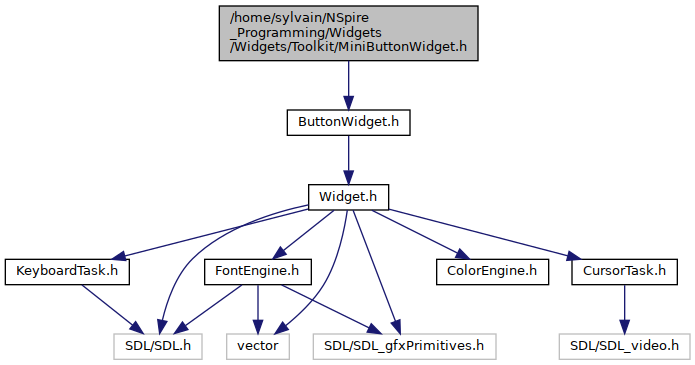 /home/sylvain/NSpire
_Programming/Widgets
/Widgets/Toolkit/MiniButtonWidget.h
ButtonWidget.h
Widget.h
KeyboardTask.h
FontEngine.h
ColorEngine.h
CursorTask.h
SDL/SDL.h
vector
SDL/SDL_gfxPrimitives.h
SDL/SDL_video.h